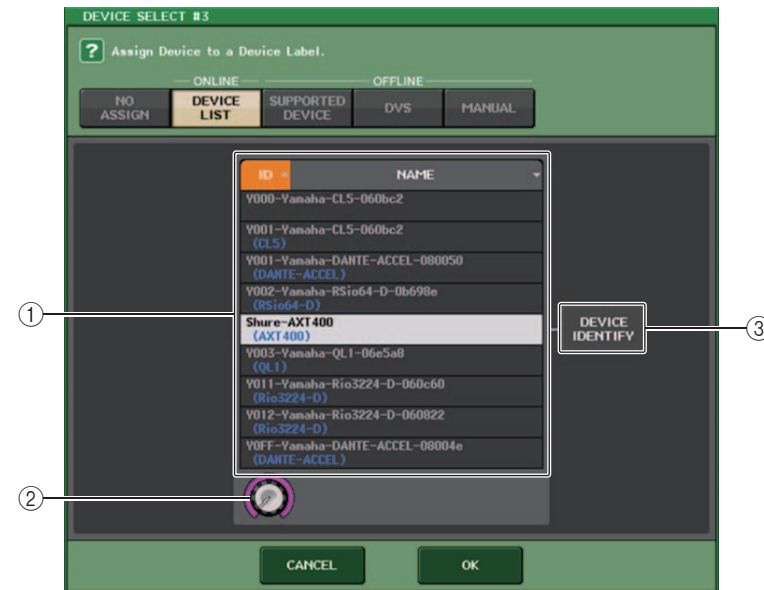 DEVICE SELECT #3
? Assign Device to a Device Label.
ONLINE OFFLINE
NO ASSIGN
DEVICE LIST
SUPPORTED DEVICE
DVS
MANUAL
ID NAME
Y000-Yamaha-CL5-060bc2
Y001-Yamaha-CL5-060bc2
(CL5)
Y001-Yamaha-DANTE-ACCEL-080050
(DANTE-ACCEL)
Y002-Yamaha-RSio64-D-0b698e
(RSio64-D)
Shure-AXT400
(AXT400)
Y003-Yamaha-QL1-06e5a8
(QL1)
Y011-Yamaha-Rio3224-D-060c60
(Rio3224-D)
Y012-Yamaha-Rio3224-D-060822
(Rio3224-D)
Y0FF-Yamaha-DANTE-ACCEL-08004e
(DANTE-ACCEL)
DEVICE
IDENTIFY
①
②
③
CANCEL
OK